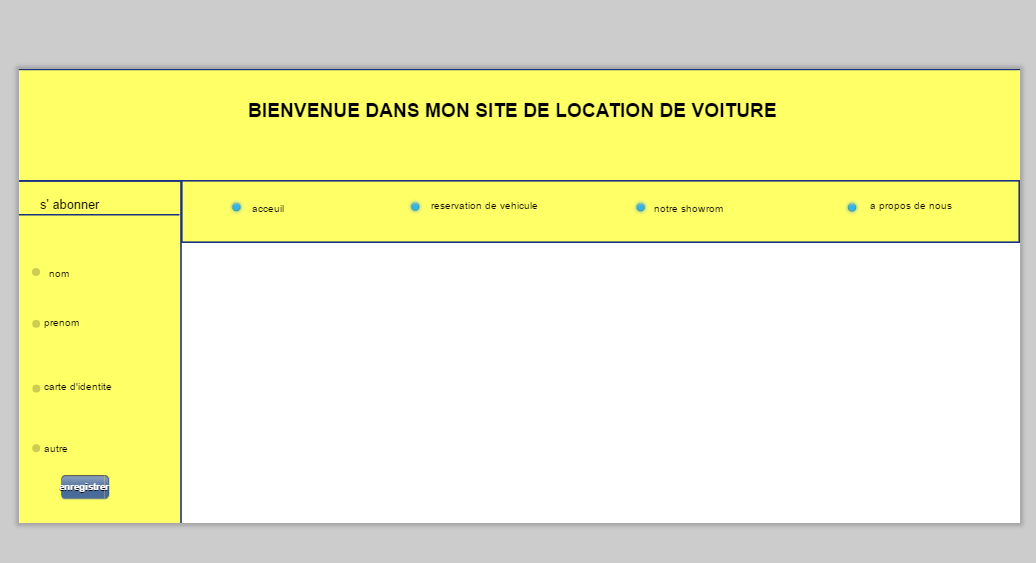 BIENVENUE DANS MON SITE DE LOCATION DE VOITURE
s' abonner
acceuil
reservation de vehicule
notre showrom
a propos de nous
nom
prenom
carte d'identite
autre
enregistrer